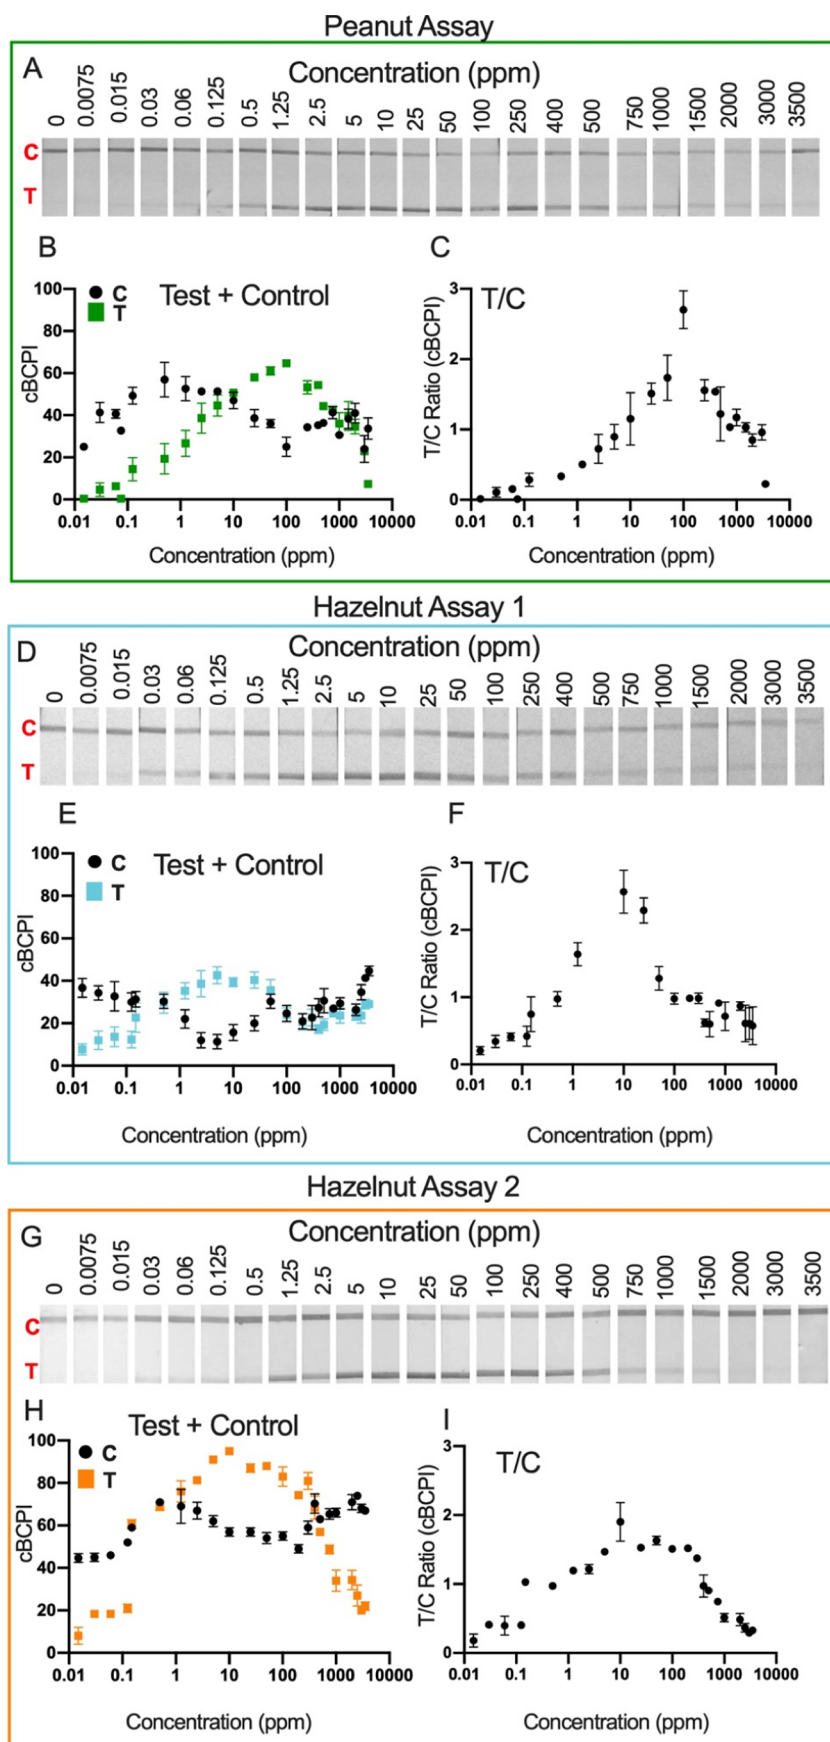 Peanut Assay
A
Concentration (ppm)
0 0.0075 0.015 0.03 0.06 0.125 0.5 1.25 2.5 5 10 25 50 100 250 400 500 750 1000 1500 2000 3000 3500
C
T
B
C
Test + Control
C
T
100
80
60
40
20
0
cBCPI
0.01 0.1 1 10 100 1000 10000
Concentration (ppm)
T/C
3
2
1
0
T/C Ratio (cBCPI)
0.01 0.1 1 10 100 1000 10000
Concentration (ppm)
Hazelnut Assay 1
D
Concentration (ppm)
0 0.0075 0.015 0.03 0.06 0.125 0.5 1.25 2.5 5 10 25 50 100 250 400 500 750 1000 1500 2000 3000 3500
C
T
E
F
Test + Control
C
T
100
80
60
40
20
0
cBCPI
0.01 0.1 1 10 100 1000 10000
Concentration (ppm)
T/C
3
2
1
0
T/C Ratio (cBCPI)
0.01 0.1 1 10 100 1000 10000
Concentration (ppm)
Hazelnut Assay 2
G
Concentration (ppm)
0 0.0075 0.015 0.03 0.06 0.125 0.5 1.25 2.5 5 10 25 50 100 250 400 500 750 1000 1500 2000 3000 3500
C
T
H
I
Test + Control
C
T
100
80
60
40
20
0
cBCPI
0.01 0.1 1 10 100 1000 10000
Concentration (ppm)
T/C
3
2
1
0
T/C Ratio (cBCPI)
0.01 0.1 1 10 100 1000 10000
Concentration (ppm)